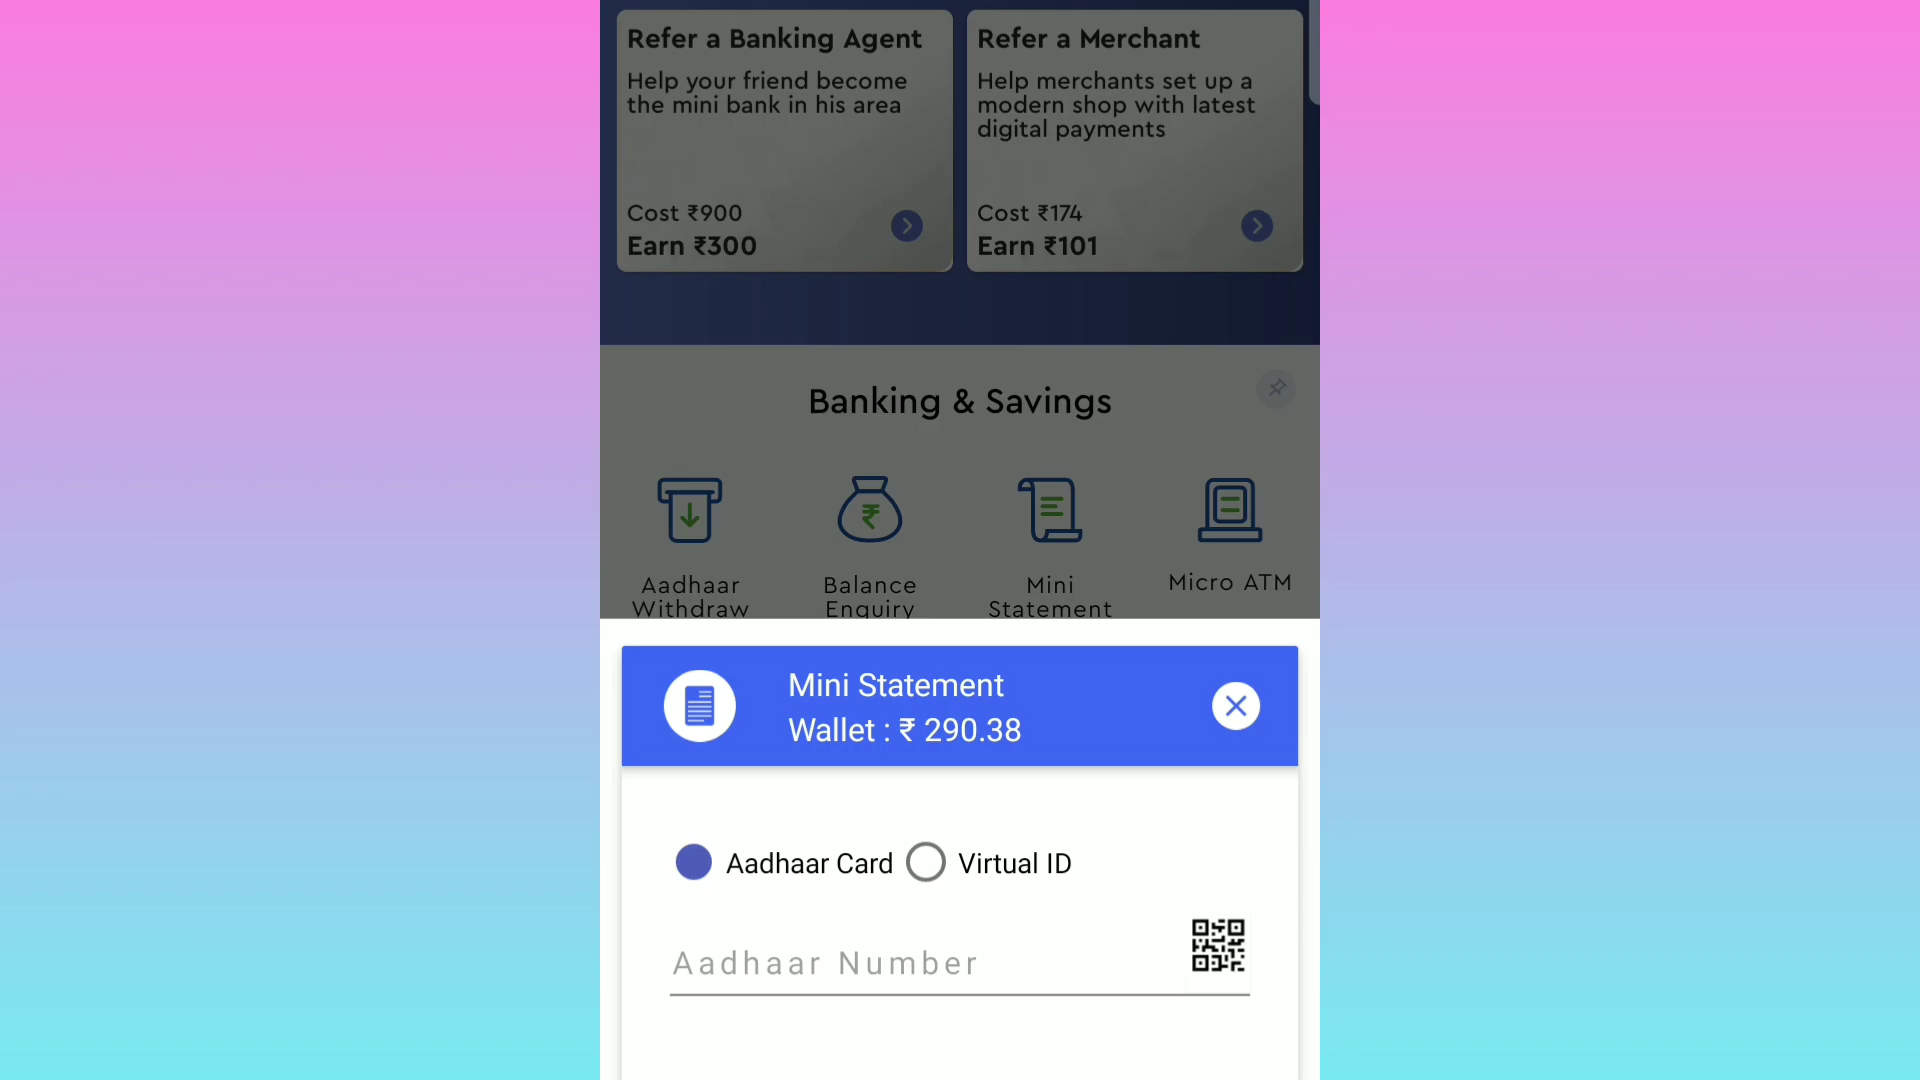 Refer a Banking Agent
Help your friend become
the mini bank in his area
Cost ₹900
Earn ₹300
Refer a Merchant
Help merchants set up a
modern shop with latest
digital payments
Cost ₹174
Earn ₹101
Banking & Savings
Aadhaar
Withdraw
Balance
Enquiry
Mini
Statement
Micro ATM
Mini Statement
Wallet : ₹ 290.38
Aadhaar Card
Virtual ID
Aadhaar Number